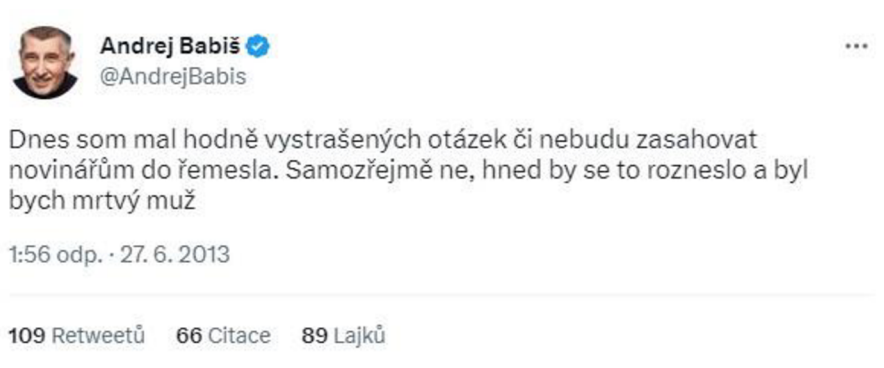 Andrej Babiš
@AndrejBabis
Dnes som mal hodně vystrašených otázek či nebudu zasahovat
novinářům do řemesla. Samozřejmě ne, hned by se to rozneslo a byl
bych mrtvý muž
1:56 odp. · 27. 6. 2013
109 Retweetů 66 Citace 89 Lajků